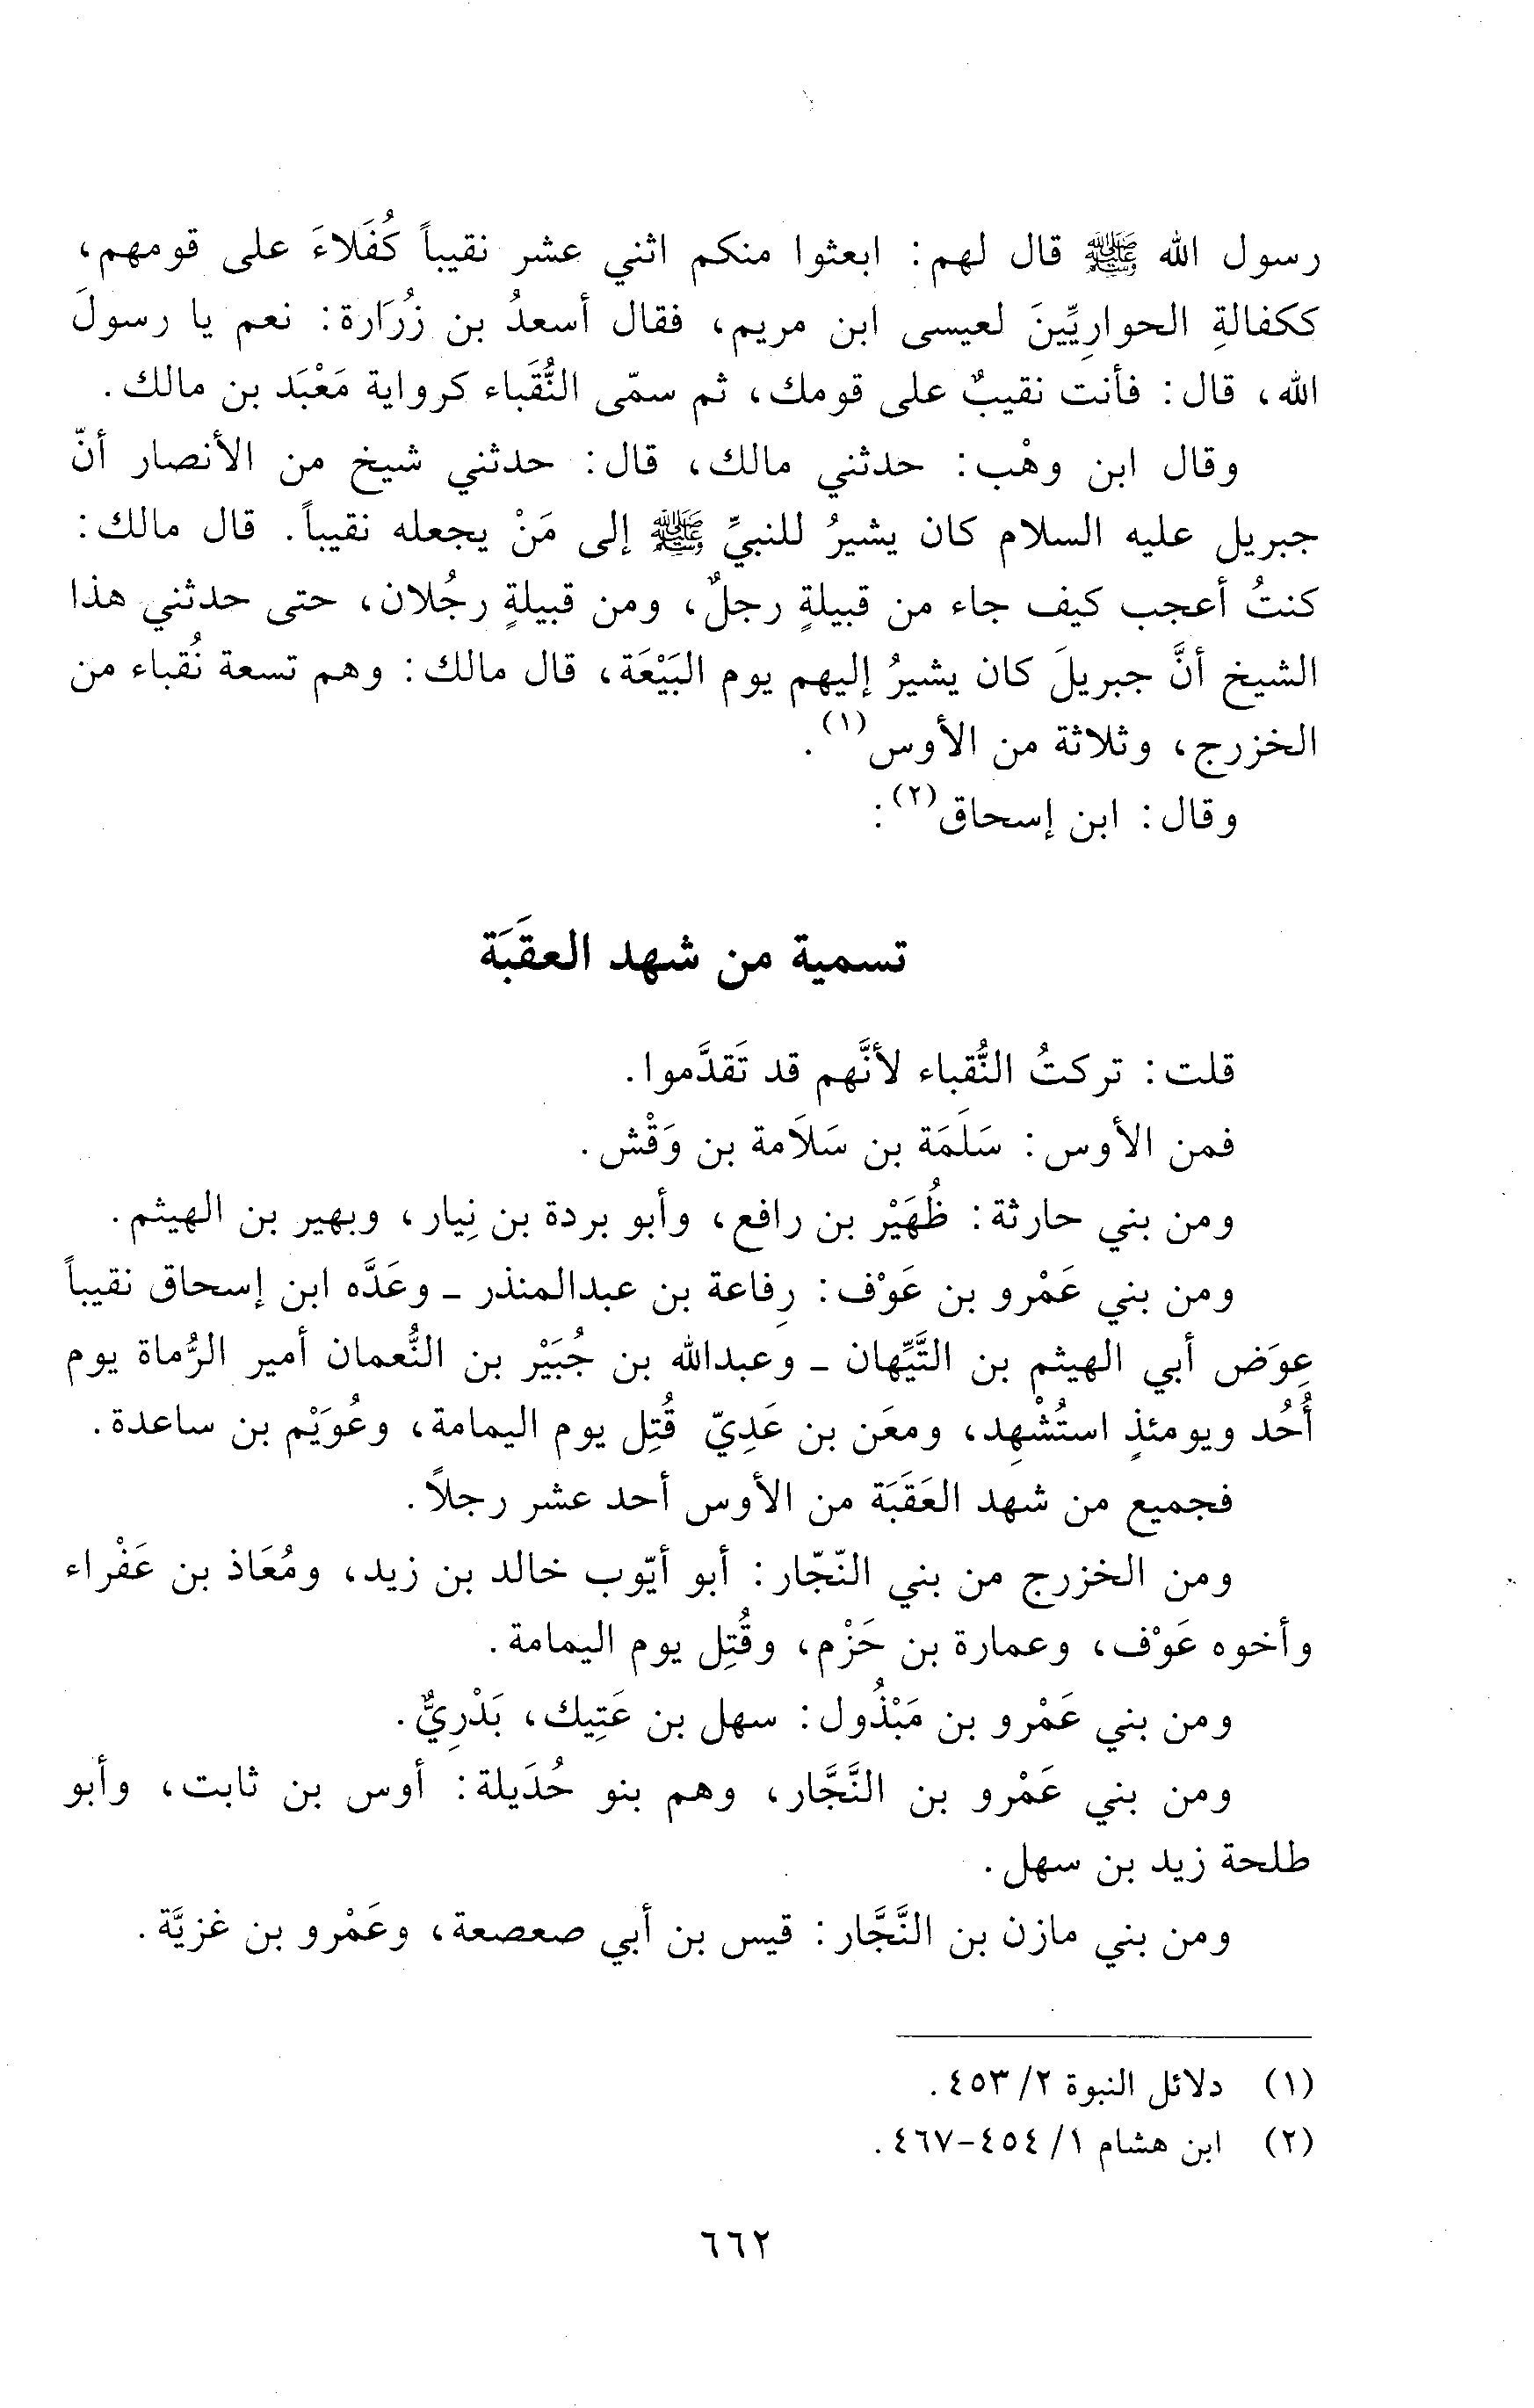 رسول الله ﷺ قال لهم: ابعثوا منكم اثني عشر نقيباً كُفَلاءَ على قومهم،
ككفالةِ الحوارِيِّينَ لعيسى ابن مريم، فقال أسعدُ بن زُرَارة: نعم يا رسولَ
الله، قال: فأنت نقيبٌ على قومك، ثم سمّى النُّقَباء كرواية مَعْبَد بن مالك.
وقال ابن وهْب: حدثني مالك، قال: حدثني شيخ من الأنصار أنّ
جبريل عليه السلام كان يشيرُ للنبيِّ ﷺ إلى مَنْ يجعله نقيباً. قال مالك:
كنتُ أعجب كيف جاء من قبيلةٍ رجلٌ، ومن قبيلةٍ رجُلان، حتى حدثني هذا
الشيخ أنَّ جبريلَ كان يشيرُ إليهم يوم البَيْعَة، قال مالك: وهم تسعة نُقباء من
الخزرج، وثلاثة من الأوس(١).
وقال: ابن إسحاق(٢):
تسمية من شهد العقَبَة
قلت: تركتُ النُّقباء لأنَّهم قد تَقدَّموا.
فمن الأوس: سَلَمَة بن سَلاَمة بن وَقْش.
ومن بني حارثة: ظُهَيْر بن رافع، وأبو بردة بن نِيار، وبهير بن الهيثم.
ومن بني عَمْرو بن عَوْف: رِفاعة بن عبدالمنذر - وعَدَّه ابن إسحاق نقيباً
عِوَض أبي الهيثم بن التَّيِّهان - وعبدالله بن جُبَيْر بن النُّعمان أمير الرُّماة يوم
أُحُد ويومئذٍ استُشْهِد، ومعَن بن عَدِيّ قُتِل يوم اليمامة، وعُوَيْم بن ساعدة.
فجميع من شهد العَقَبَة من الأوس أحد عشر رجلاً.
ومن الخزرج من بني النّجّار: أبو أيّوب خالد بن زيد، ومُعَاذ بن عَفْراء
وأخوه عَوْف، وعمارة بن حَزْم، وقُتِل يوم اليمامة.
ومن بني عَمْرو بن مَبْذُول: سهل بن عَتِيك، بَدْرِيٌّ.
ومن بني عَمْرو بن النَّجَّار، وهم بنو حُدَيلة: أوس بن ثابت، وأبو
طلحة زيد بن سهل.
ومن بني مازن بن النَّجَّار: قيس بن أبي صعصعة، وعَمْرو بن غزيَّة.
(١) دلائل النبوة ٢/ ٤٥٣.
(٢) ابن هشام ١/ ٤٥٤-٤٦٧.
٦٦٢